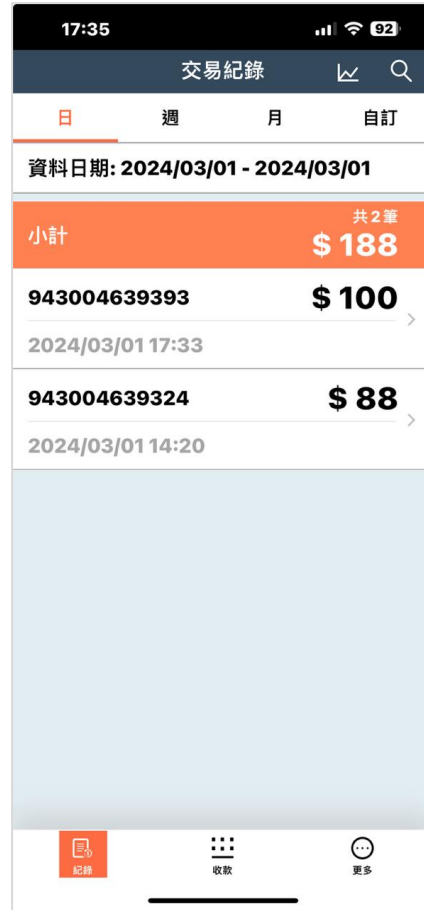 17:35 92
交易紀錄
日 週 月 自訂
資料日期: 2024/03/01 - 2024/03/01
共2筆
小計 $ 188
943004639393 $ 100
2024/03/01 17:33
943004639324 $ 88
2024/03/01 14:20
紀錄 收款 更多